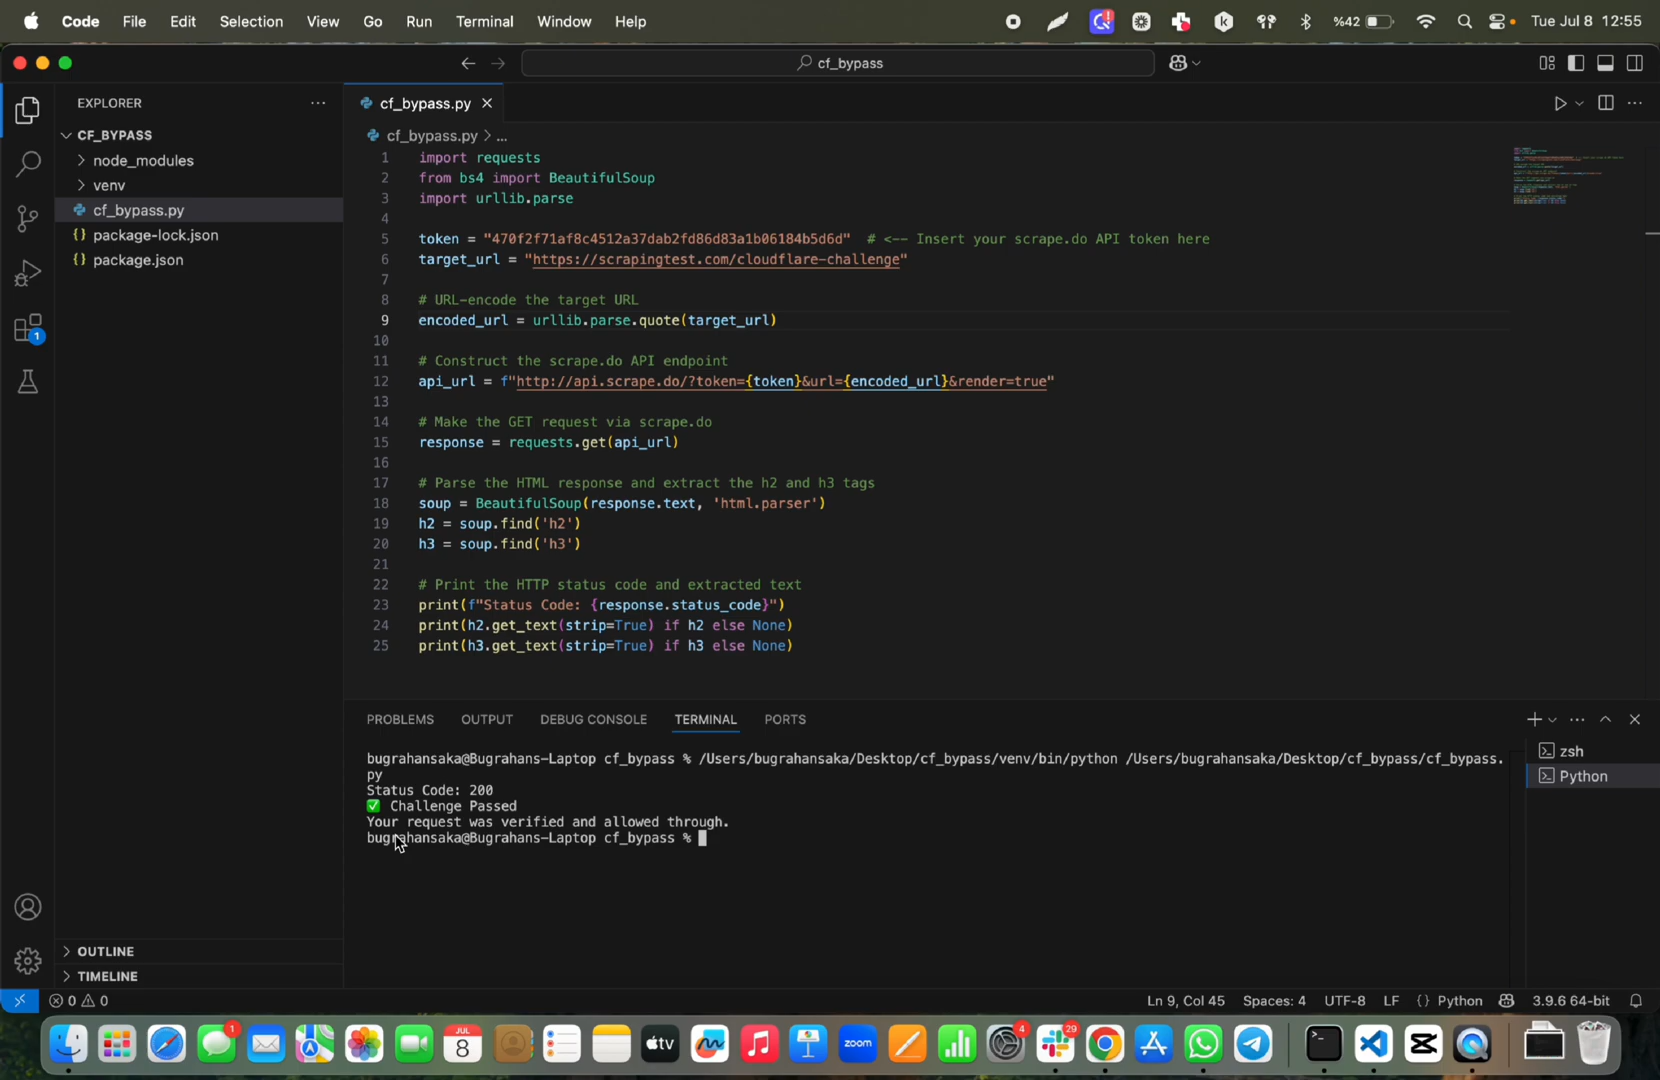 Code File Edit Selection View Go Run Terminal Window Help %42 Tue Jul 8 12:55
cf_bypass
EXPLORER
CF_BYPASS
node_modules
venv
cf_bypass.py
package-lock.json
package.json
OUTLINE
TIMELINE
1
cf_bypass.py
cf_bypass.py > ...
1 import requests
2 from bs4 import BeautifulSoup
3 import urllib.parse
4
5 token = "470f2f71af8c4512a37dab2fd86d83a1b06184b5d6d" # <-- Insert your scrape.do API token here
6 target_url = "https://scrapingtest.com/cloudflare-challenge"
7
8 # URL-encode the target URL
9 encoded_url = urllib.parse.quote(target_url)
10
11 # Construct the scrape.do API endpoint
12 api_url = f"http://api.scrape.do/?token={token}&url={encoded_url}&render=true"
13
14 # Make the GET request via scrape.do
15 response = requests.get(api_url)
16
17 # Parse the HTML response and extract the h2 and h3 tags
18 soup = BeautifulSoup(response.text, 'html.parser')
19 h2 = soup.find('h2')
20 h3 = soup.find('h3')
21
22 # Print the HTTP status code and extracted text
23 print(f"Status Code: {response.status_code}")
24 print(h2.get_text(strip=True) if h2 else None)
25 print(h3.get_text(strip=True) if h3 else None)
PROBLEMS OUTPUT DEBUG CONSOLE TERMINAL PORTS
bugrahansaka@Bugrahans-Laptop cf_bypass % /Users/bugrahansaka/Desktop/cf_bypass/venv/bin/python /Users/bugrahansaka/Desktop/cf_bypass/cf_bypass.
py
Status Code: 200
✅ Challenge Passed
Your request was verified and allowed through.
bugrahansaka@Bugrahans-Laptop cf_bypass %
zsh
Python
0 0 Ln 9, Col 45 Spaces: 4 UTF-8 LF {} Python 3.9.6 64-bit
1 JUL 8 tv zoom 4 29